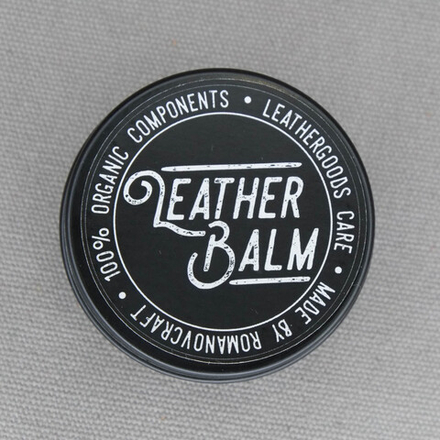 LEATHER
BALM
100% ORGANIC COMPONENTS • LEATHERGOODS CARE • MADE BY ROMANOVCRAFT •